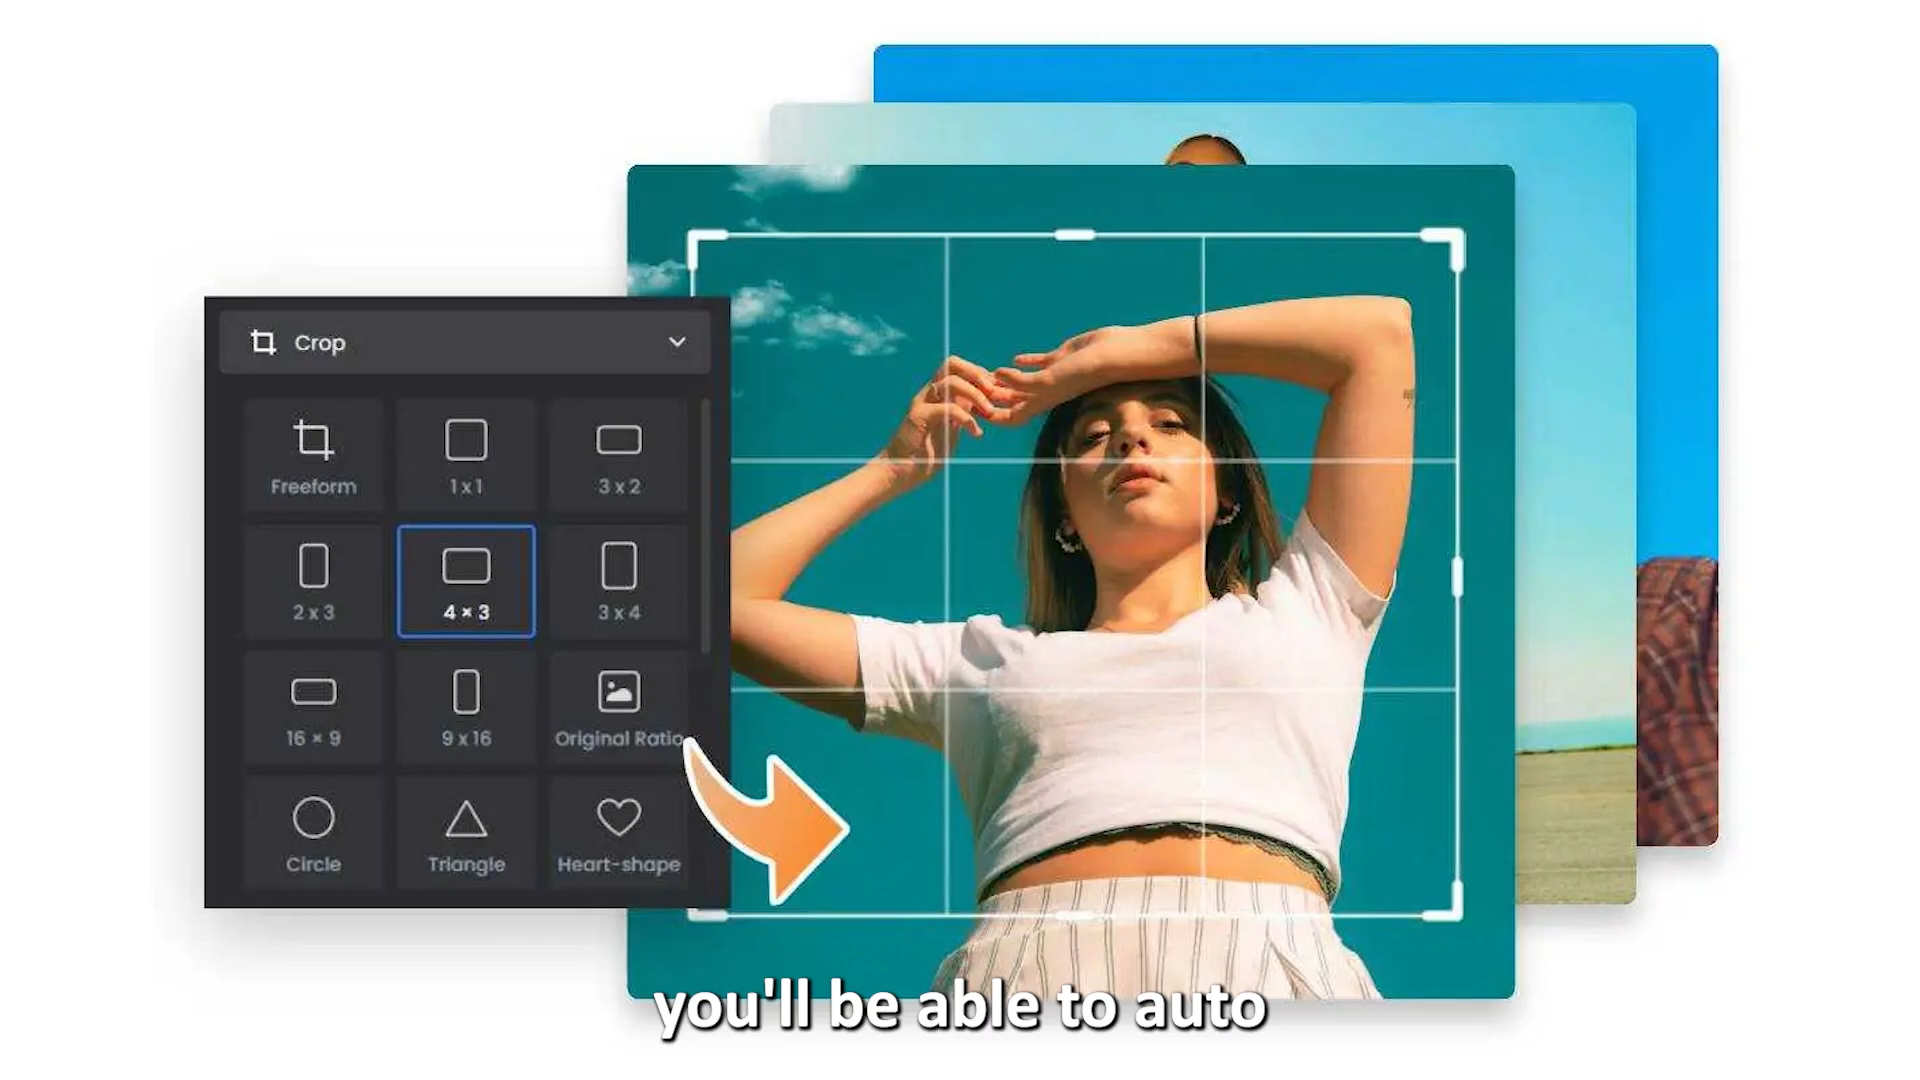 Crop
Freeform
1 x 1
3 x 2
2 x 3
4 × 3
3 x 4
16 × 9
9 x 16
Original Ratio
Circle
Triangle
Heart-shape
you'll be able to auto